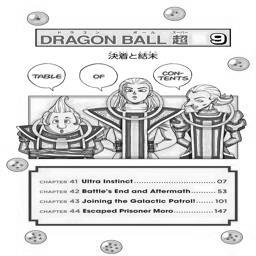 ドラゴンボール スーパー
DRAGON BALL 超 9
決着と結末
TABLE OF CONTENTS
CHAPTER 41 Ultra Instinct 07
CHAPTER 42 Battle's End and Aftermath 53
CHAPTER 43 Joining the Galactic Patrol! 101
CHAPTER 44 Escaped Prisoner Moro 147